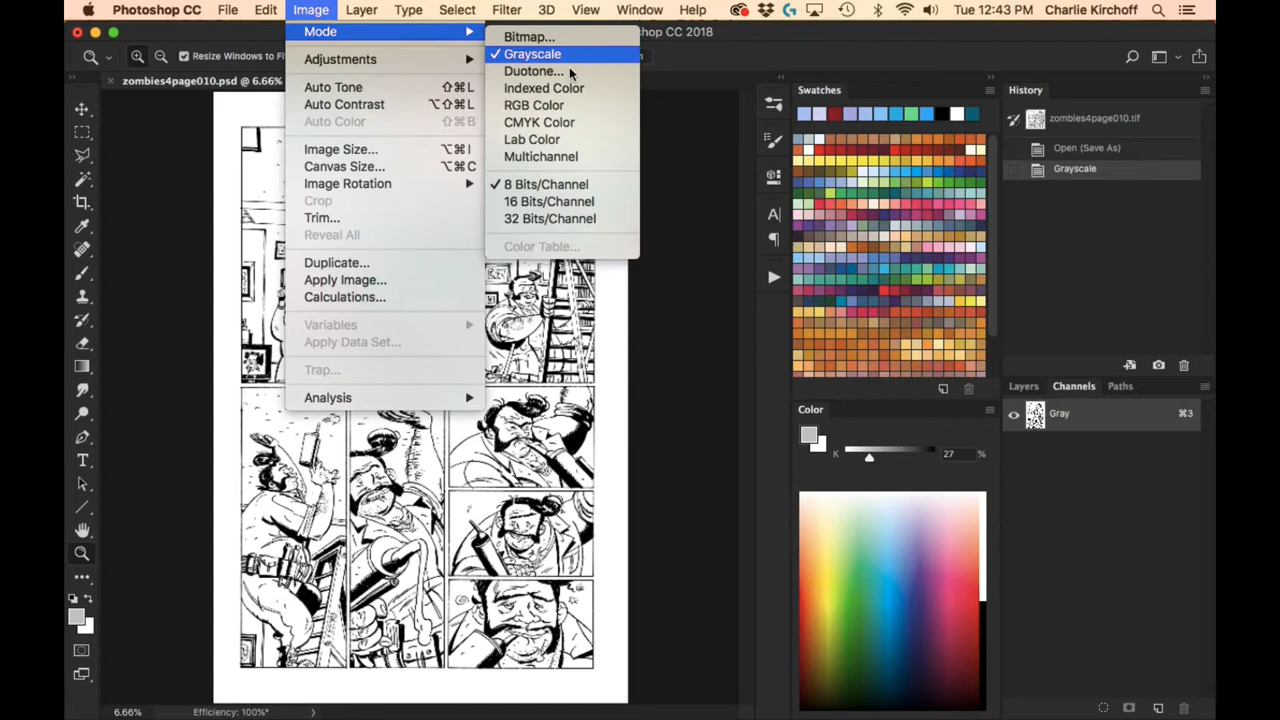 Photoshop CC File Edit Image Layer Type Select Filter 3D View Window Help Tue 12:43 PM Charlie Kirchoff
shop CC 2018
Resize Windows to Fi
zombies4page010.psd @ 6.66%
Mode
Adjustments
Auto Tone ⇧⌘L
Auto Contrast ⌥⇧⌘L
Auto Color ⇧⌘B
Image Size... ⌥⌘I
Canvas Size... ⌥⌘C
Image Rotation
Crop
Trim...
Reveal All
Duplicate...
Apply Image...
Calculations...
Variables
Apply Data Set...
Trap...
Analysis
Bitmap...
✓ Grayscale
Duotone...
Indexed Color
RGB Color
CMYK Color
Lab Color
Multichannel
✓ 8 Bits/Channel
16 Bits/Channel
32 Bits/Channel
Color Table...
Swatches
Color
K 27 %
History
zombies4page010.tif
Open (Save As)
Grayscale
Layers Channels Paths
Gray ⌘3
6.66% Efficiency: 100%*